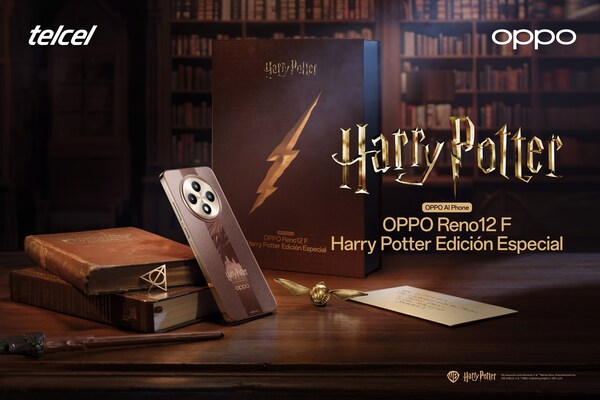 telcel
oppo
Harry Potter
Harry Potter
OPPO AI Phone
OPPO Reno12 F
Harry Potter Edición Especial
OPPO Reno12 F
Harry Potter Edición Especial
oppo
WB
Harry Potter